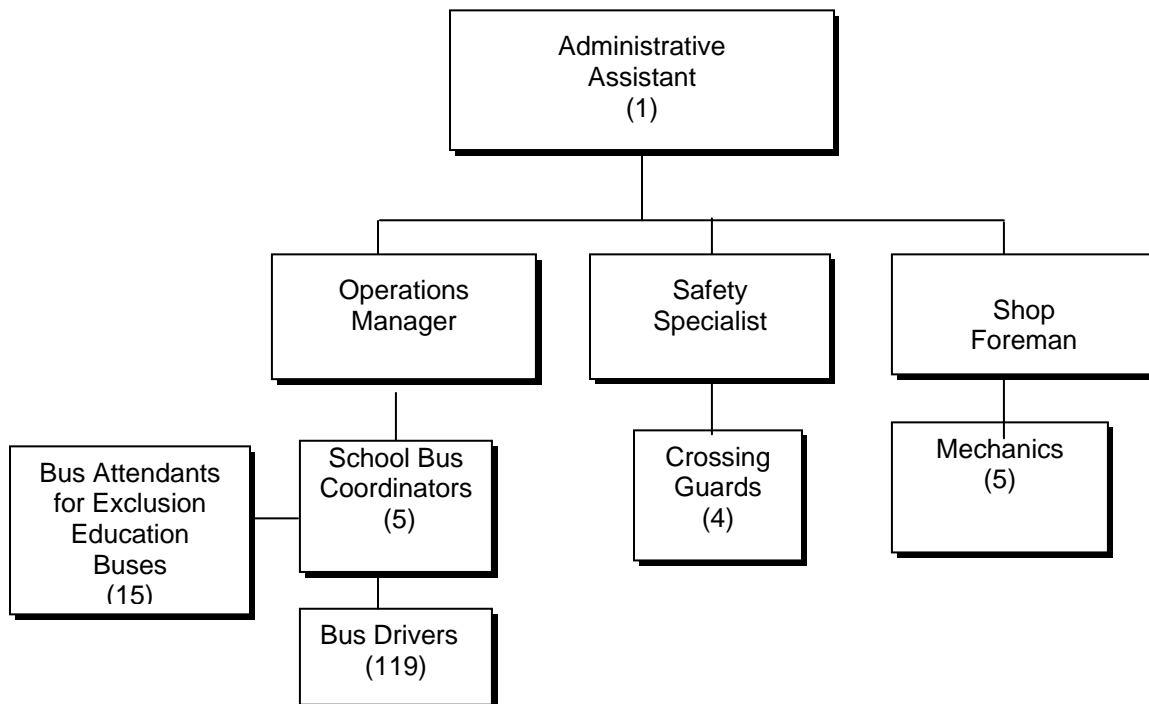 Administrative
Assistant
(1)
Operations
Manager
Safety
Specialist
Shop
Foreman
Bus Attendants
for Exclusion
Education
Buses
(15)
School Bus
Coordinators
(5)
Crossing
Guards
(4)
Mechanics
(5)
Bus Drivers
(119)